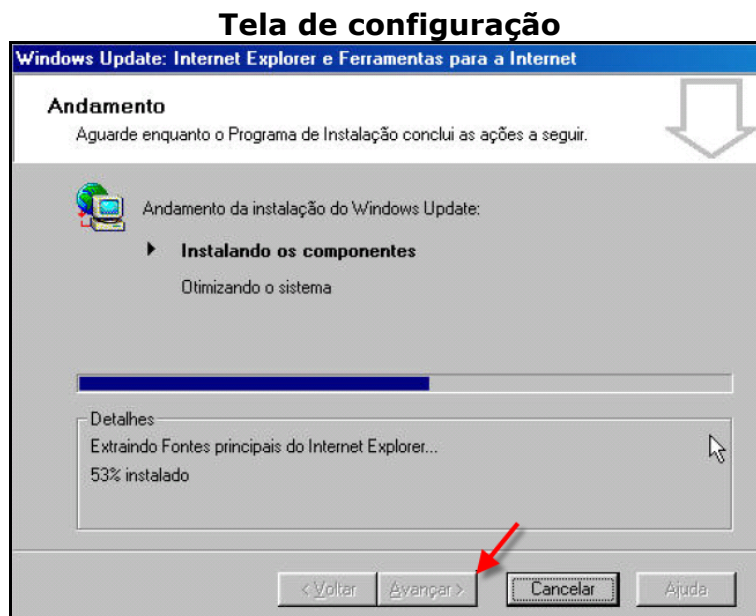 Tela de configuração
Windows Update: Internet Explorer e Ferramentas para a Internet
Andamento
Aguarde enquanto o Programa de Instalação conclui as ações a seguir.
Andamento da instalação do Windows Update:
Instalando os componentes
Otimizando o sistema
Detalhes
Extraindo Fontes principais do Internet Explorer...
53% instalado
< Voltar Avançar > Cancelar Ajuda